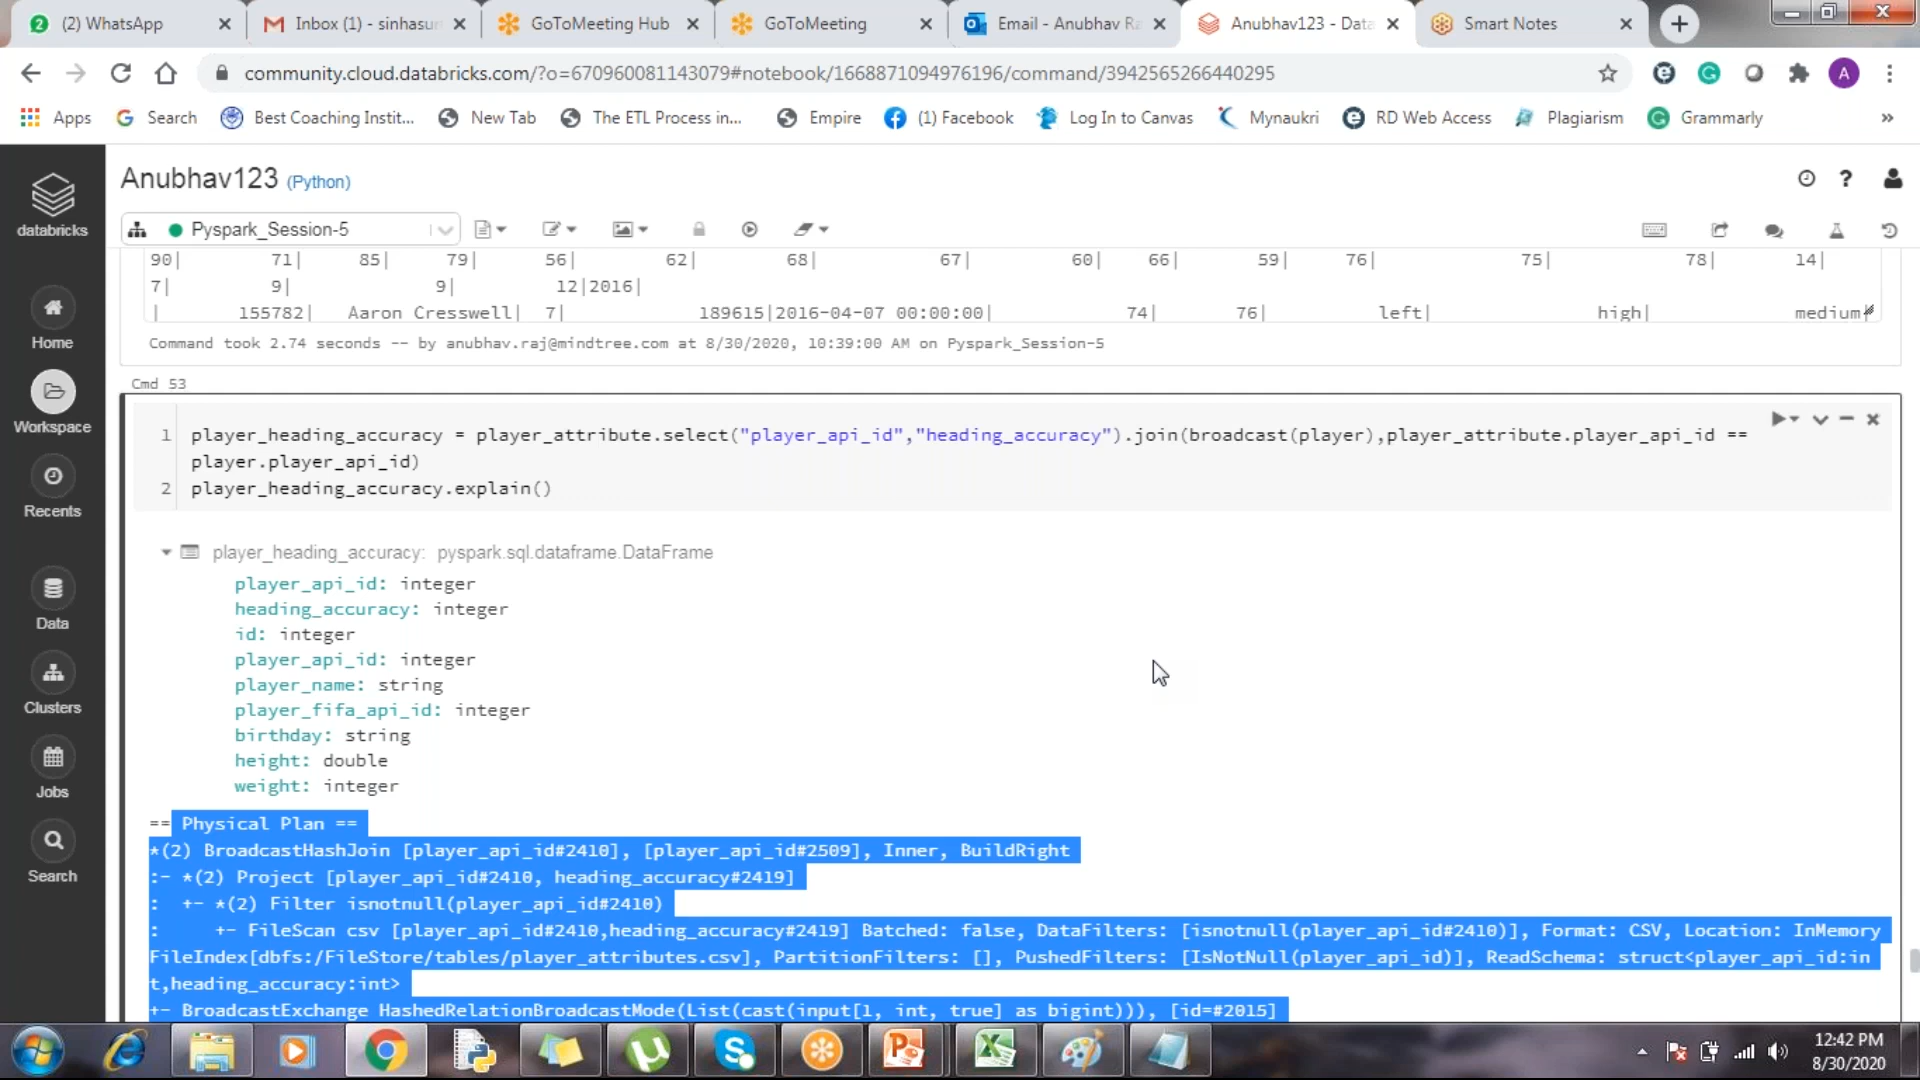 (2) WhatsApp
Inbox (1) - sinhasun
GoToMeeting Hub
GoToMeeting
Email - Anubhav Ra
Anubhav123 - Data
Smart Notes
community.cloud.databricks.com/?o=670960081143079#notebook/1668871094976196/command/3942565266440295
A
Apps
Search
Best Coaching Instit...
New Tab
The ETL Process in...
Empire
(1) Facebook
Log In to Canvas
Mynaukri
RD Web Access
Plagiarism
Grammarly
»
databricks
Home
Workspace
Recents
Data
Clusters
Jobs
Search
Anubhav123 (Python)
Pyspark_Session-5
90| 71| 85| 79| 56| 62| 68| 67| 60| 66| 59| 76| 75| 78| 14|
7| 9| 9| 12|2016|
| 155782| Aaron Cresswell| 7| 189615|2016-04-07 00:00:00| 74| 76| left| high| medium|
Command took 2.74 seconds -- by anubhav.raj@mindtree.com at 8/30/2020, 10:39:00 AM on Pyspark_Session-5
Cmd 53
1 player_heading_accuracy = player_attribute.select("player_api_id","heading_accuracy").join(broadcast(player),player_attribute.player_api_id ==
player.player_api_id)
2 player_heading_accuracy.explain()
player_heading_accuracy: pyspark.sql.dataframe.DataFrame
player_api_id: integer
heading_accuracy: integer
id: integer
player_api_id: integer
player_name: string
player_fifa_api_id: integer
birthday: string
height: double
weight: integer
== Physical Plan ==
*(2) BroadcastHashJoin [player_api_id#2410], [player_api_id#2509], Inner, BuildRight
:- *(2) Project [player_api_id#2410, heading_accuracy#2419]
:  +- *(2) Filter isnotnull(player_api_id#2410)
:     +- FileScan csv [player_api_id#2410,heading_accuracy#2419] Batched: false, DataFilters: [isnotnull(player_api_id#2410)], Format: CSV, Location: InMemory
FileIndex[dbfs:/FileStore/tables/player_attributes.csv], PartitionFilters: [], PushedFilters: [IsNotNull(player_api_id)], ReadSchema: struct<player_api_id:in
t,heading_accuracy:int>
+- BroadcastExchange HashedRelationBroadcastMode(List(cast(input[1, int, true] as bigint))), [id=#2015]
12:42 PM
8/30/2020